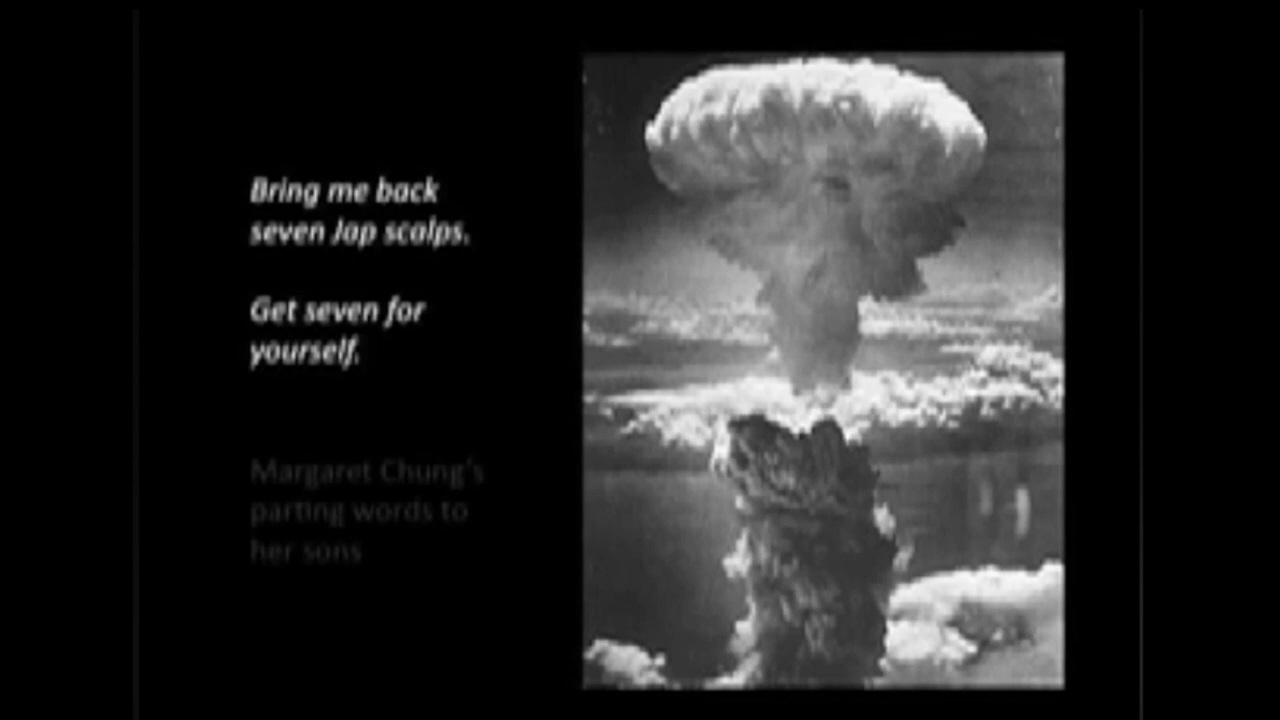 Bring me back
seven Jap scalps.
Get seven for
yourself.
Margaret Chung's
parting words to
her sons